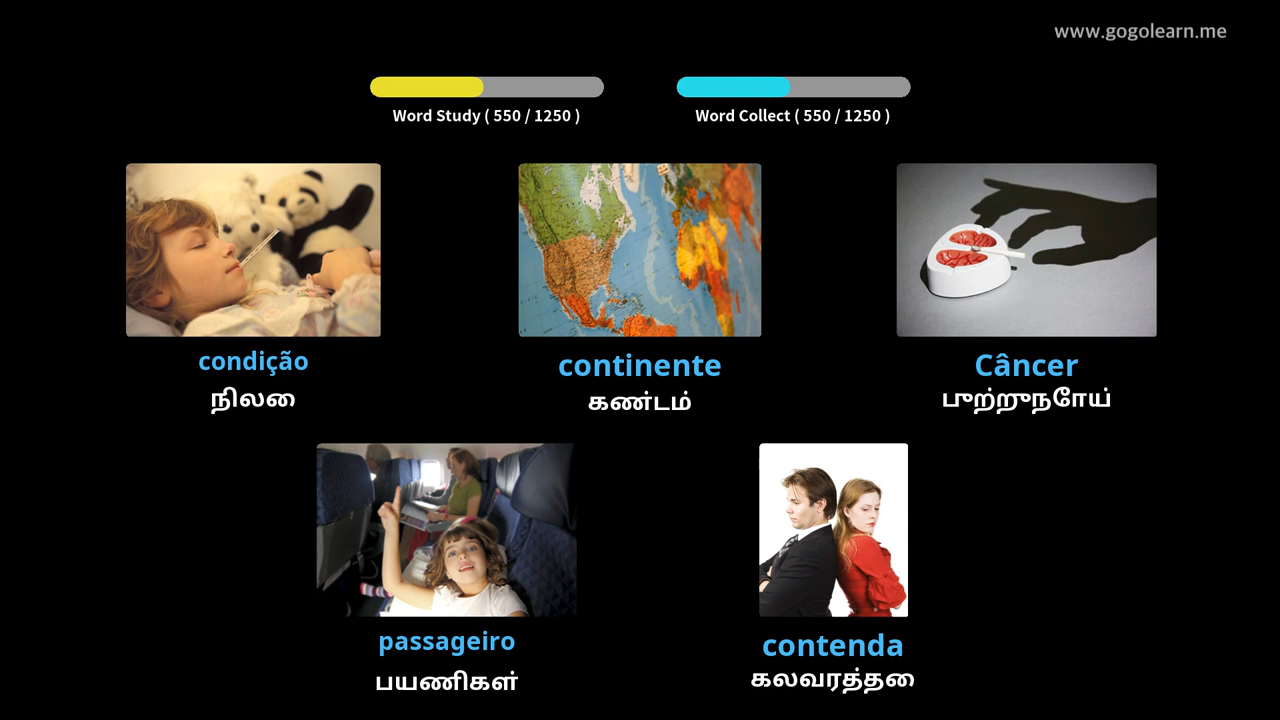 www.gogolearn.me
Word Study ( 550 / 1250 )
Word Collect ( 550 / 1250 )
condição
continente
Câncer
நிலை
கண்டம்
புற்றுநோய்
passageiro
contenda
பயணிகள்
கலவரத்தை